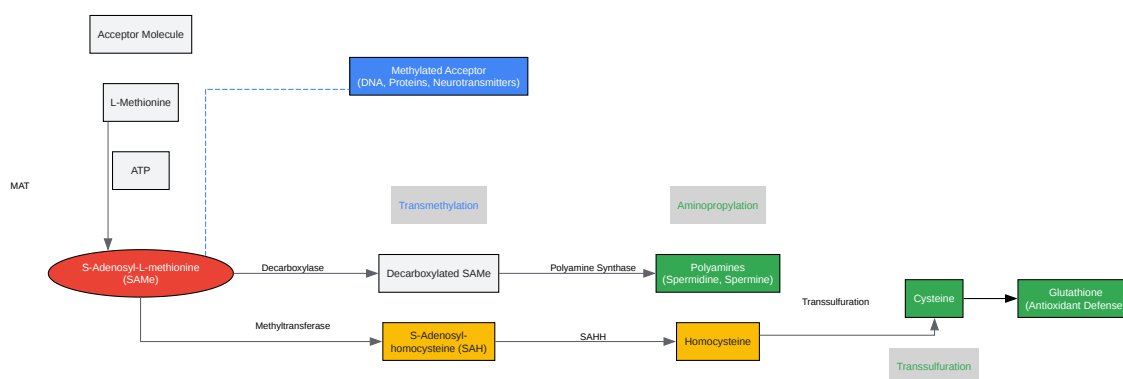 Acceptor Molecule
Methylated Acceptor
(DNA, Proteins, Neurotransmitters)
L-Methionine
ATP
MAT
Transmethylation
Aminopropylation
S-Adenosyl-L-methionine
(SAMe)
Decarboxylase
Decarboxylated SAMe
Polyamine Synthase
Polyamines
(Spermidine, Spermine)
Transsulfuration
Cysteine
Glutathione
(Antioxidant Defense
Methyltransferase
S-Adenosyl-
homocysteine (SAH)
SAHH
Homocysteine
Transsulfuration